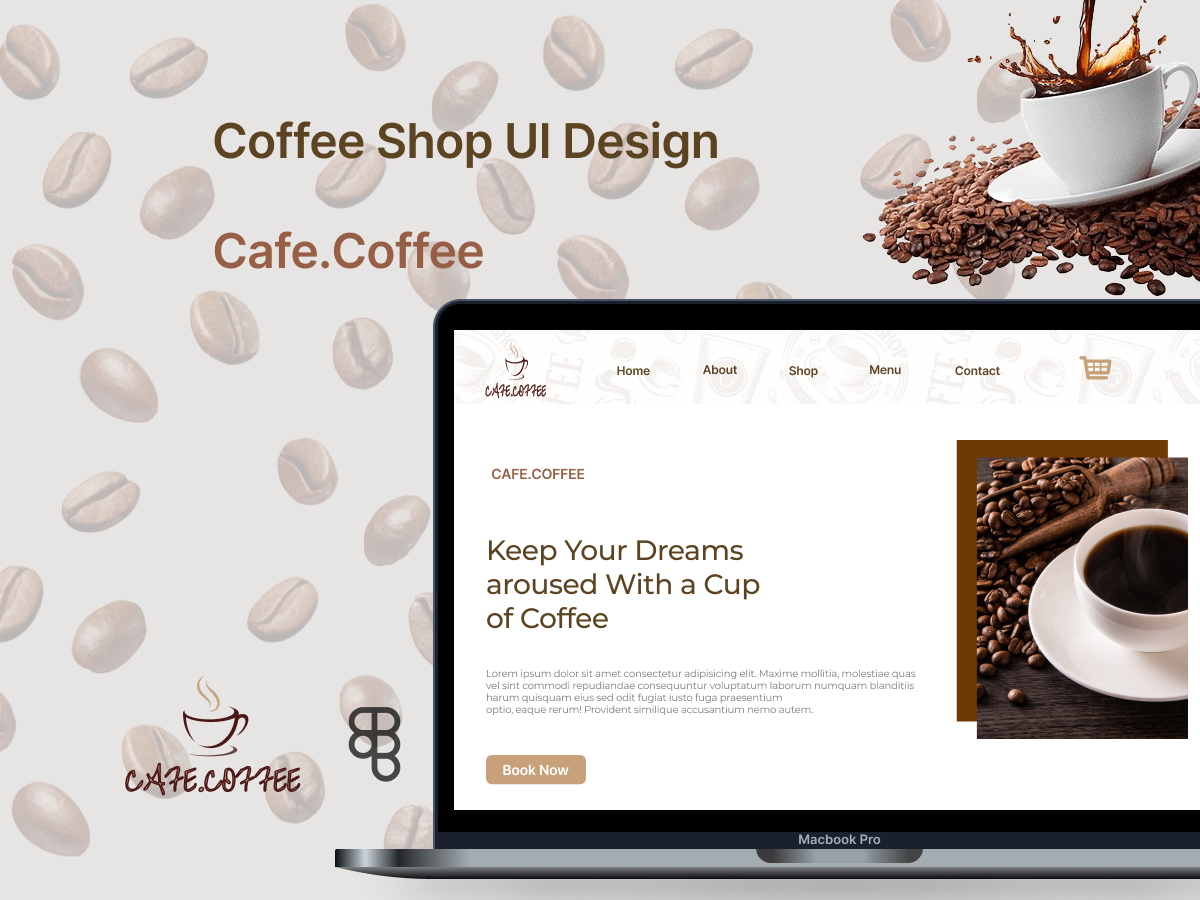 Coffee Shop UI Design
Cafe.Coffee
CAFE.COFFEE
Home
About
Shop
Menu
Contact
CAFE.COFFEE
Keep Your Dreams
aroused With a Cup
of Coffee
Lorem ipsum dolor sit amet consectetur adipisicing elit. Maxime mollitia, molestiae quas
vel sint commodi repudiandae consequuntur voluptatum laborum numquam blanditiis
harum quisquam eius sed odit fugiat iusto fuga praesentium
optio, eaque rerum! Provident similique accusantium nemo autem.
Book Now
CAFE.COFFEE
Macbook Pro